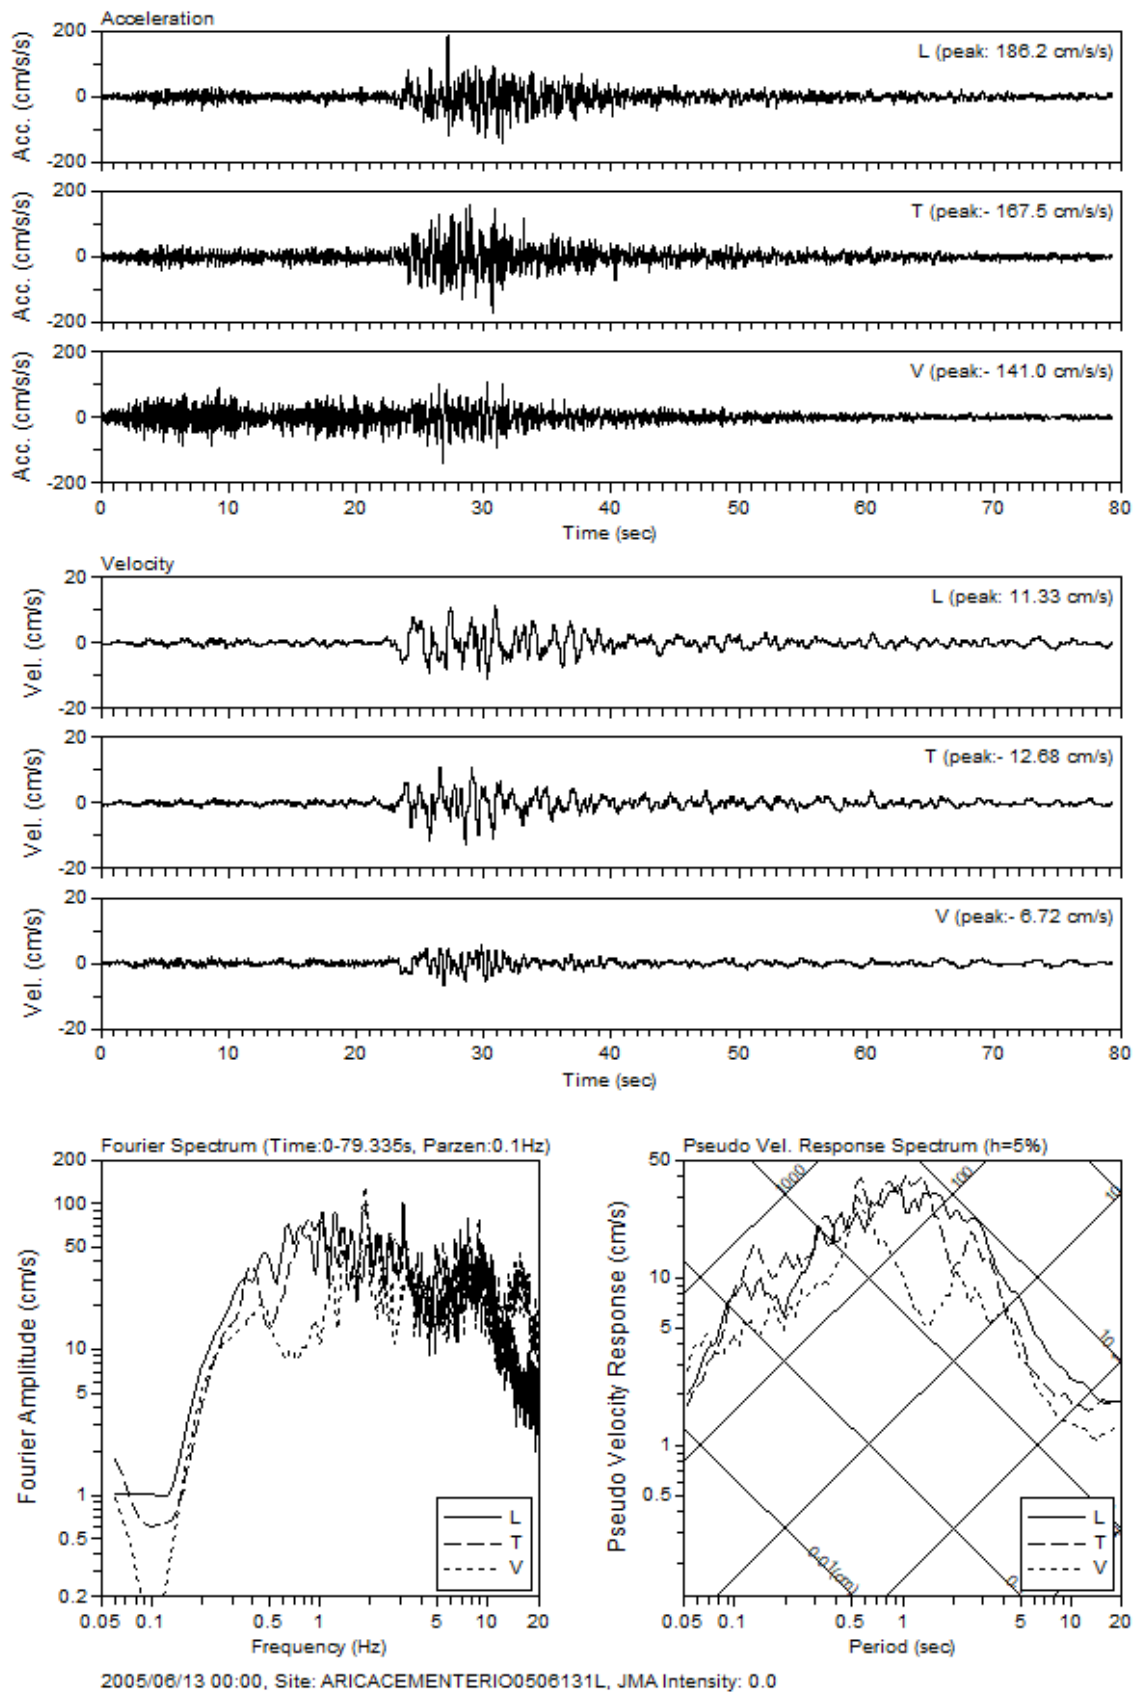 Acceleration
200
0
-200
Acc. (cm/s/s)
L (peak: 186.2 cm/s/s)
200
0
-200
Acc. (cm/s/s)
T (peak:- 167.5 cm/s/s)
200
0
-200
Acc. (cm/s/s)
V (peak:- 141.0 cm/s/s)
0 10 20 30 40 50 60 70 80
Time (sec)
Velocity
20
0
-20
Vel. (cm/s)
L (peak: 11.33 cm/s)
20
0
-20
Vel. (cm/s)
T (peak:- 12.68 cm/s)
20
0
-20
Vel. (cm/s)
V (peak:- 6.72 cm/s)
0 10 20 30 40 50 60 70 80
Time (sec)
Fourier Spectrum (Time:0-79.335s, Parzen:0.1Hz)
200
100
50
10
5
1
0.5
0.2
Fourier Amplitude (cm/s)
L
T
V
0.05 0.1 0.5 1 5 10 20
Frequency (Hz)
Pseudo Vel. Response Spectrum (h=5%)
50
10
5
1
0.5
Pseudo Velocity Response (cm/s)
1000
100
10
10
0.01(cm)
0.
L
T
V
0.05 0.1 0.5 1 5 10 20
Period (sec)
2005/06/13 00:00, Site: ARICACEMENTERIO0506131L, JMA Intensity: 0.0